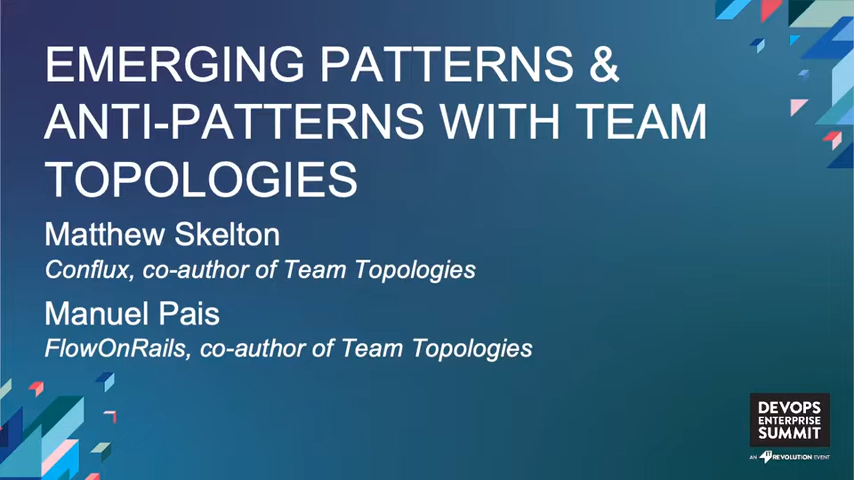 EMERGING PATTERNS &
ANTI-PATTERNS WITH TEAM
TOPOLOGIES
Matthew Skelton
Conflux, co-author of Team Topologies
Manuel Pais
FlowOnRails, co-author of Team Topologies
DEVOPS
ENTERPRISE
SUMMIT
AN IT REVOLUTION EVENT